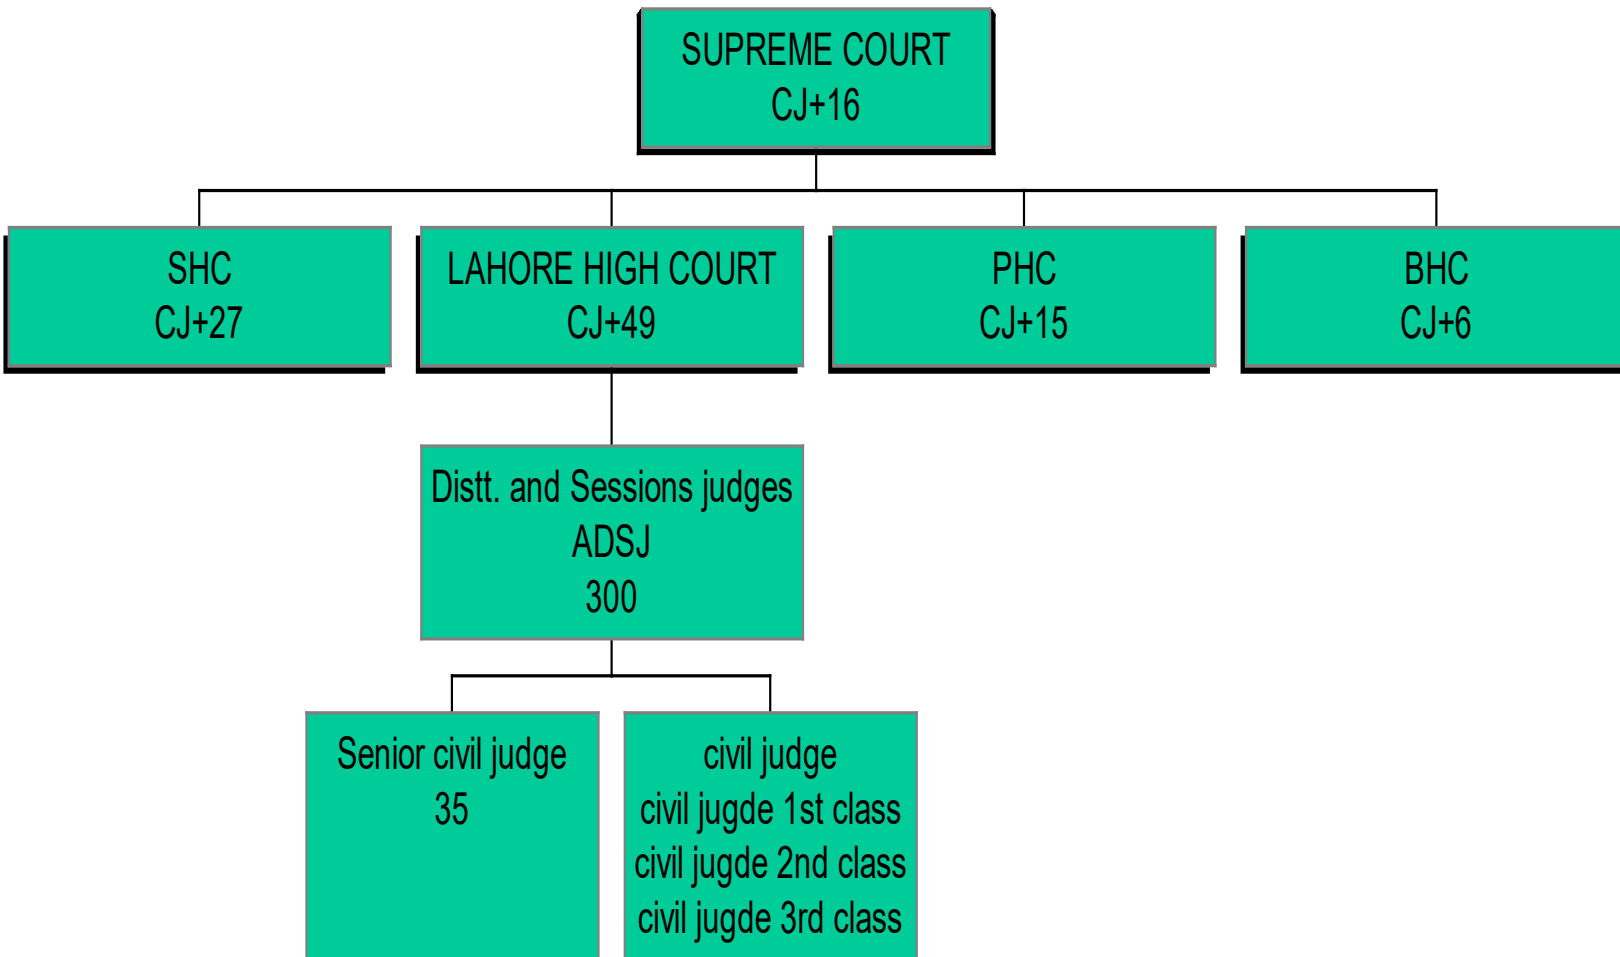 SUPREME COURT
CJ+16
SHC
CJ+27
LAHORE HIGH COURT
CJ+49
PHC
CJ+15
BHC
CJ+6
Distt. and Sessions judges
ADSJ
300
Senior civil judge
35
civil judge
civil jugde 1st class
civil jugde 2nd class
civil jugde 3rd class